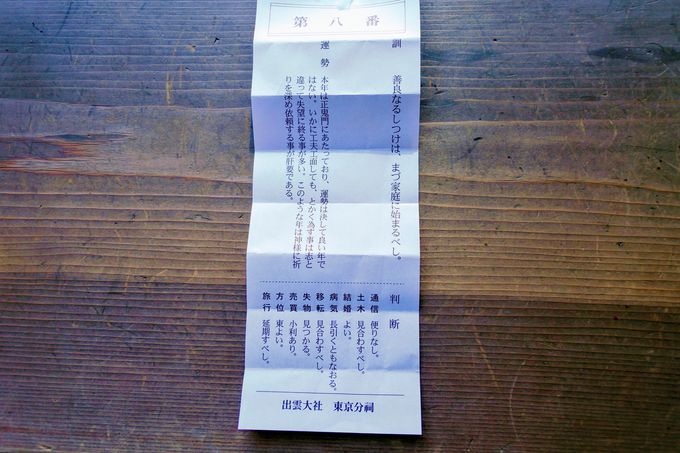 第八番
訓
善良なるしつけは、まづ家庭に始まるべし。
運勢
本年は正鬼門にあたっており、運勢は決して良い年で
はない。いかに工夫工面しても、とかく為す事は志と
違って失望に終る事が多い。このような年は神様に祈
りを深め依頼する事が肝要である。
判断
通信 便りなし。
土木 見合わすべし。
結婚 よい。
病気 長引くともなおる。
移転 見合わすべし。
失物 見つかる。
売買 小利あり。
方位 東よい。
旅行 延期すべし。
出雲大社 東京分祠